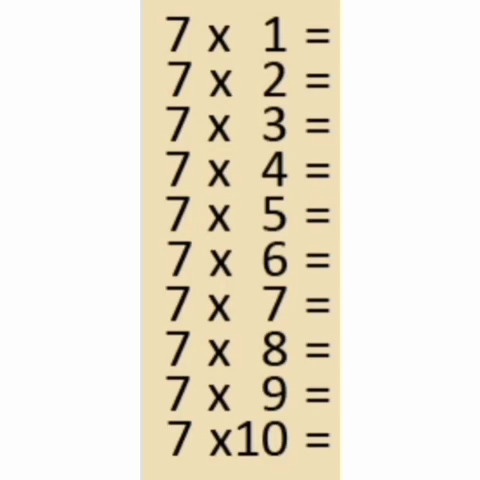 7 x 1 =
7 x 2 =
7 x 3 =
7 x 4 =
7 x 5 =
7 x 6 =
7 x 7 =
7 x 8 =
7 x 9 =
7 x10 =